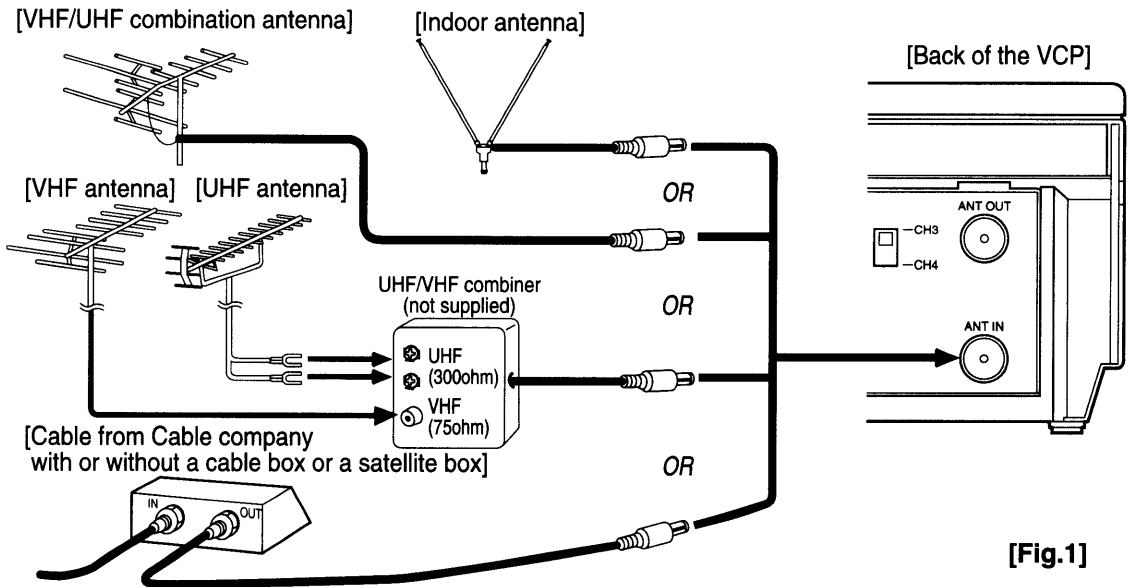 [VHF/UHF combination antenna]
[Indoor antenna]
[Back of the VCP]
OR
[VHF antenna]
[UHF antenna]
ANT OUT
CH3
CH4
UHF/VHF combiner
(not supplied)
OR
ANT IN
UHF
(300ohm)
VHF
(75ohm)
[Cable from Cable company
with or without a cable box or a satellite box]
OR
IN
OUT
[Fig.1]